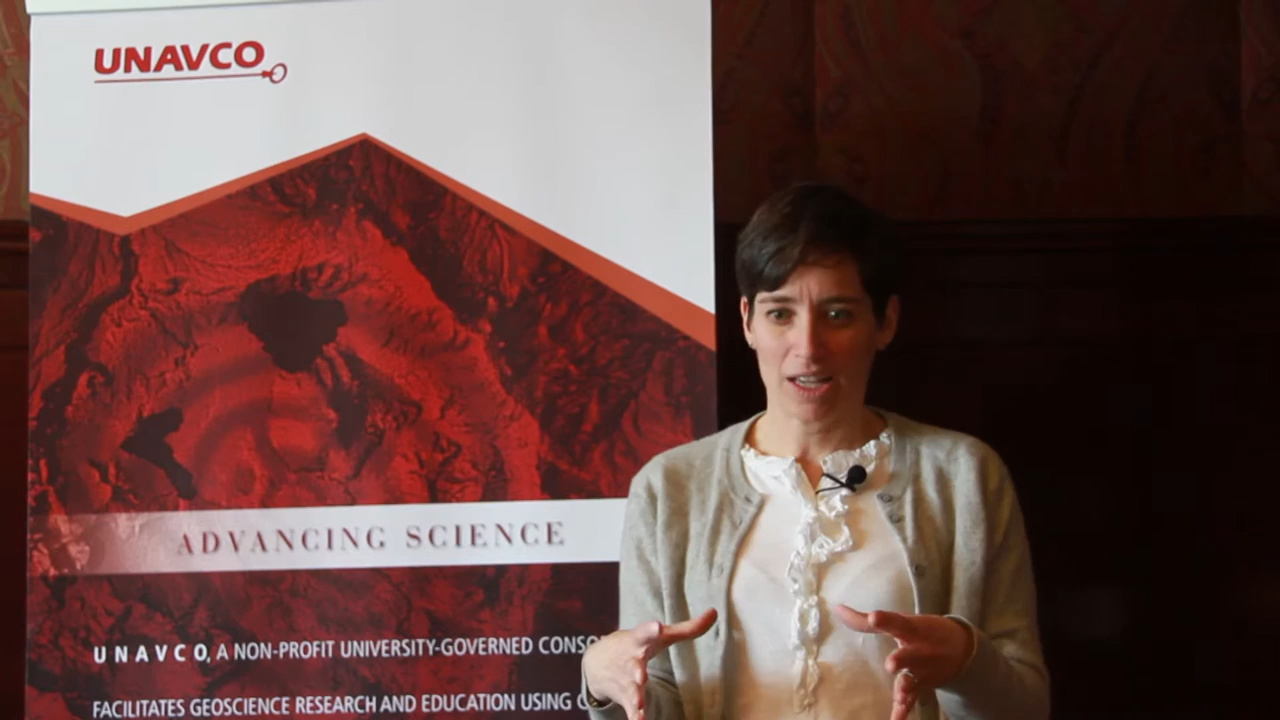 UNAVCO
ADVANCING SCIENCE
UNAVCO, A NON-PROFIT UNIVERSITY-GOVERNED
FACILITATES GEOSCIENCE RESEARCH AND EDUCATION USING